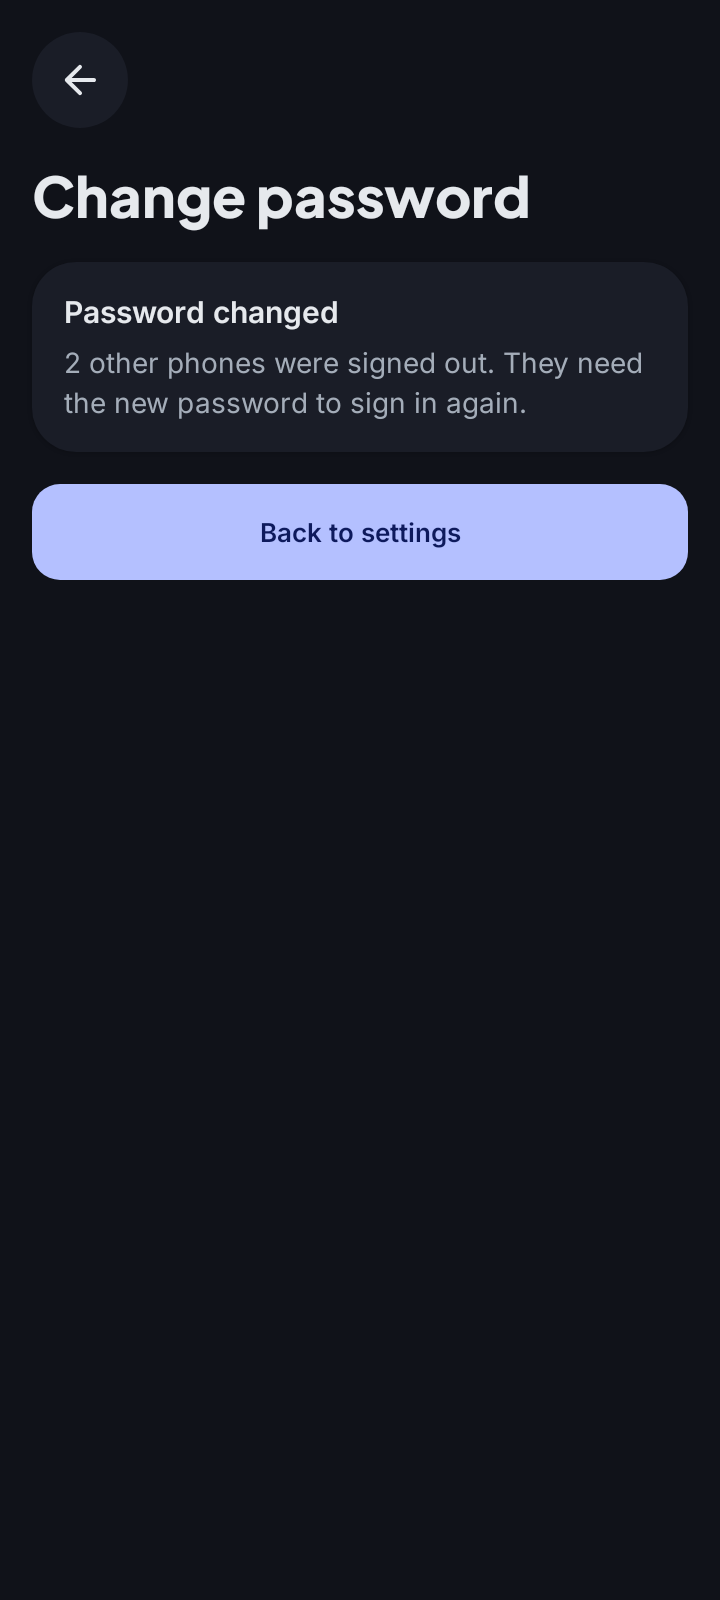 Change password
Password changed
2 other phones were signed out. They need
the new password to sign in again.
Back to settings